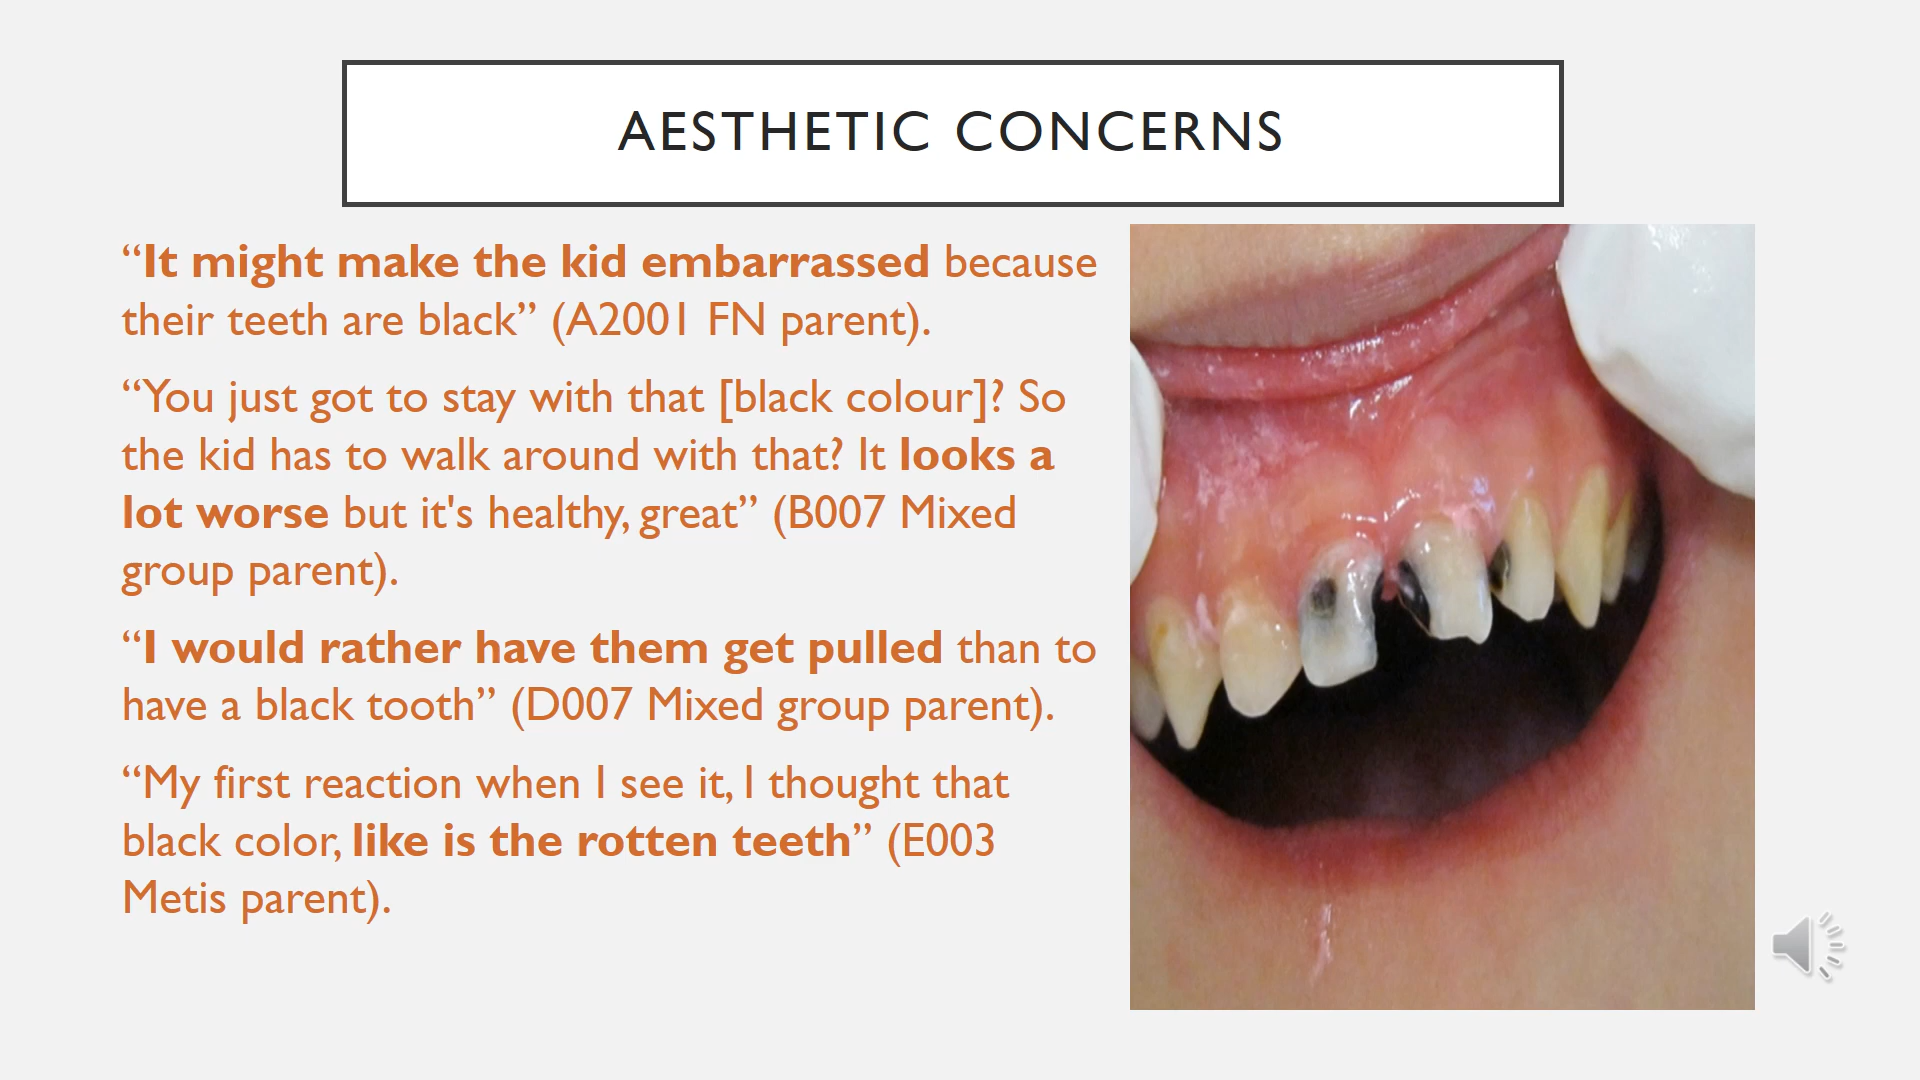 AESTHETIC CONCERNS
“It might make the kid embarrassed because
their teeth are black” (A2001 FN parent).
“You just got to stay with that [black colour]? So
the kid has to walk around with that? It looks a
lot worse but it's healthy, great” (B007 Mixed
group parent).
“I would rather have them get pulled than to
have a black tooth” (D007 Mixed group parent).
“My first reaction when I see it, I thought that
black color, like is the rotten teeth” (E003
Metis parent).